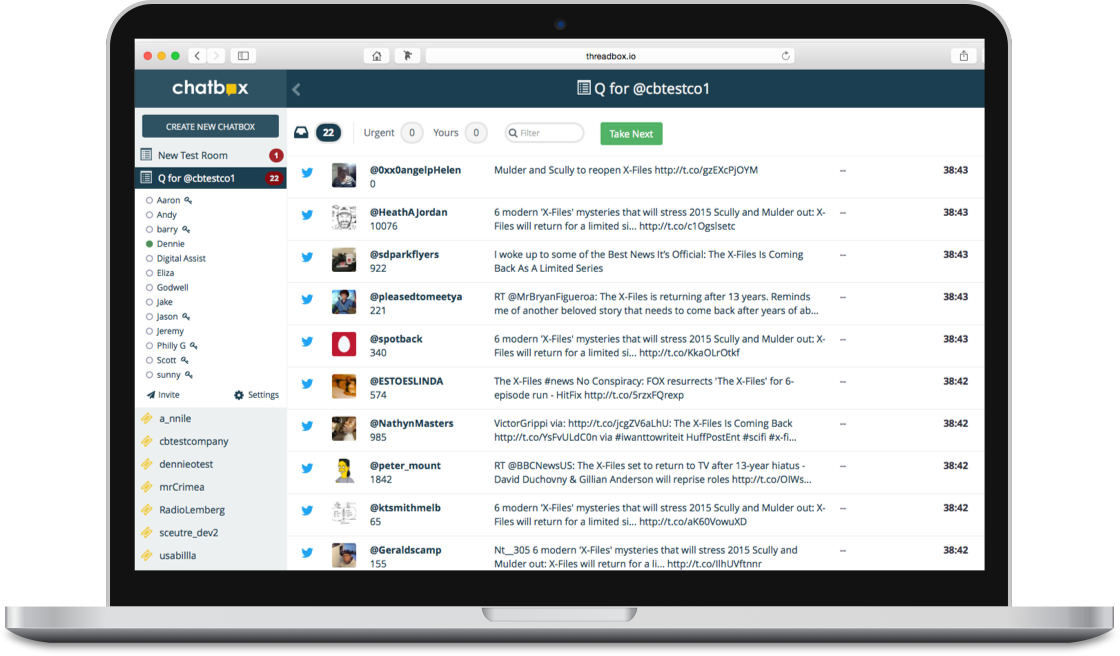 threadbox.io
chatbox
Q for @cbtestco1
CREATE NEW CHATBOX
New Test Room 1
Q for @cbtestco1 22
Aaron
Andy
barry
Dennie
Digital Assist
Eliza
Godwell
Jake
Jason
Jeremy
Philly G
Scott
sunny
Invite Settings
a_nnile
cbtestcompany
dennieotest
mrCrimea
RadioLemberg
sceutre_dev2
usabillla
22 Urgent 0 Yours 0 Filter Take Next
@0xx0angelpHelen Mulder and Scully to reopen X-Files http://t.co/gzEXcPjOYM -- 38:43
0
@HeathAJordan 6 modern 'X-Files' mysteries that will stress 2015 Scully and Mulder out: X- -- 38:43
10076 Files will return for a limited si... http://t.co/c1OgsIsetc
@sdparkflyers I woke up to some of the Best News It's Official: The X-Files Is Coming -- 38:43
922 Back As A Limited Series
@pleasedtomeetya RT @MrBryanFigueroa: The X-Files is returning after 13 years. Reminds -- 38:43
221 me of another beloved story that needs to come back after years of ab...
@spotback 6 modern 'X-Files' mysteries that will stress 2015 Scully and Mulder out: X- -- 38:43
340 Files will return for a limited si... http://t.co/KkaOLrOtkf
@ESTOESLINDA The X-Files #news No Conspiracy: FOX resurrects 'The X-Files' for 6- -- 38:42
574 episode run - HitFix http://t.co/5rzxFQrexp
@NathynMasters VictorGrippi via: http://t.co/jcgZV6aLhU: The X-Files Is Coming Back -- 38:42
985 http://t.co/YsFvULdC0n via #iwanttowriteit HuffPostEnt #scifi #x-fi...
@peter_mount RT @BBCNewsUS: The X-Files set to return to TV after 13-year hiatus - -- 38:42
1842 David Duchovny & Gillian Anderson will reprise roles http://t.co/OIWs...
@ktsmithmelb 6 modern 'X-Files' mysteries that will stress 2015 Scully and Mulder out: X- -- 38:42
65 Files will return for a limited si... http://t.co/aK60VowuXD
@Geraldscamp Nt__305 6 modern 'X-Files' mysteries that will stress 2015 Scully and -- 38:42
155 Mulder out: X-Files will return for a li... http://t.co/IlhUVftnnr